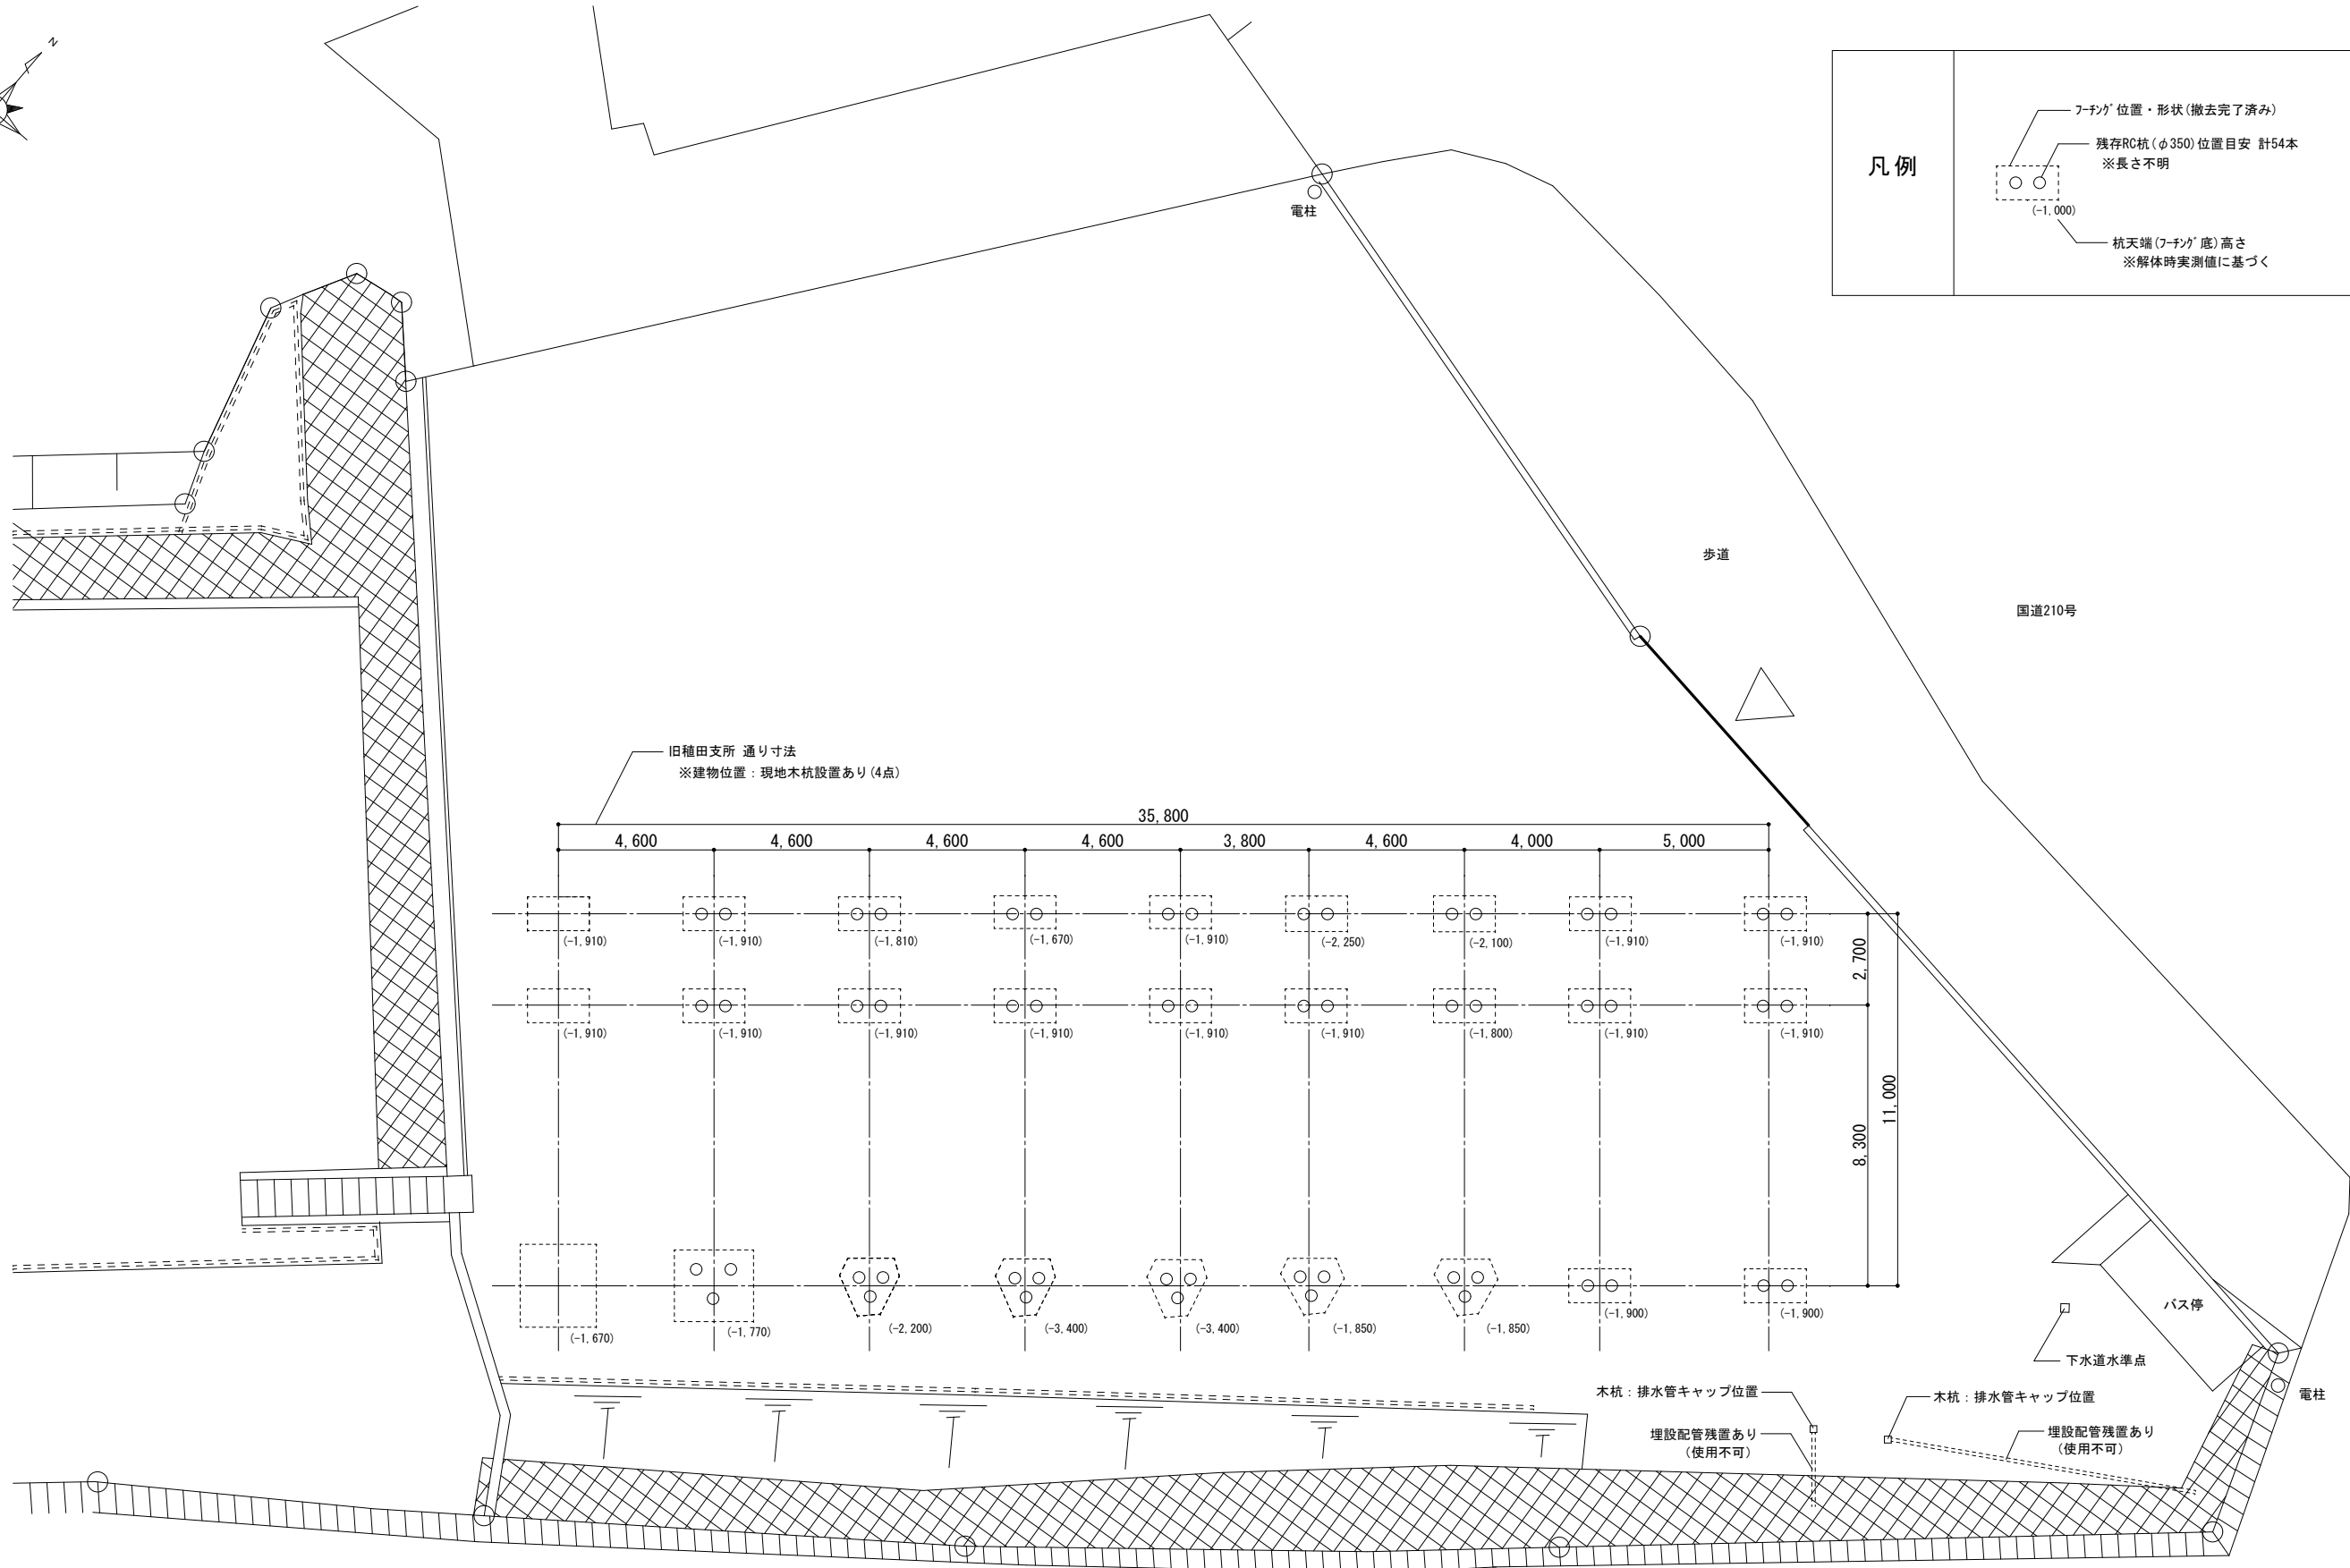 N
凡例
フーチング位置・形状(撤去完了済み)
残存RC杭(φ350)位置目安 計54本
※長さ不明
(-1,000)
杭天端(フーチング底)高さ
※解体時実測値に基づく
電柱
歩道
国道210号
旧稙田支所 通り寸法
※建物位置：現地木杭設置あり(4点)
35,800
4,600
4,600
4,600
4,600
3,800
4,600
4,000
5,000
(-1,910)
(-1,910)
(-1,810)
(-1,670)
(-1,910)
(-2,250)
(-2,100)
(-1,910)
(-1,910)
2,700
(-1,910)
(-1,910)
(-1,910)
(-1,910)
(-1,910)
(-1,910)
(-1,800)
(-1,910)
(-1,910)
8,300
11,000
(-1,670)
(-1,770)
(-2,200)
(-3,400)
(-3,400)
(-1,850)
(-1,850)
(-1,900)
(-1,900)
バス停
下水道水準点
木杭：排水管キャップ位置
埋設配管残置あり
(使用不可)
木杭：排水管キャップ位置
埋設配管残置あり
(使用不可)
電柱